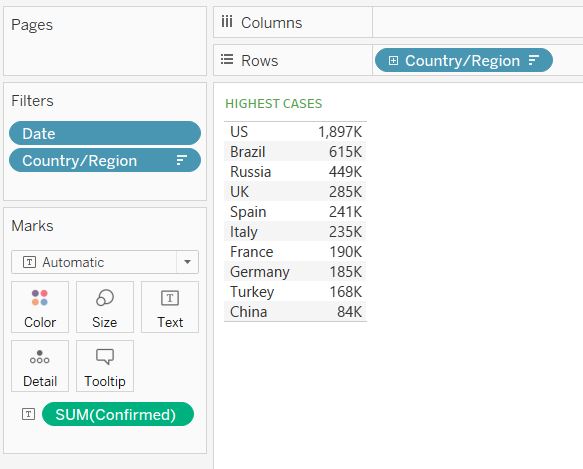 Pages
Columns
Rows
Country/Region
Filters
Date
Country/Region
Marks
T Automatic
Color Size Text
Detail Tooltip
T SUM(Confirmed)
HIGHEST CASES
US 1,897K
Brazil 615K
Russia 449K
UK 285K
Spain 241K
Italy 235K
France 190K
Germany 185K
Turkey 168K
China 84K